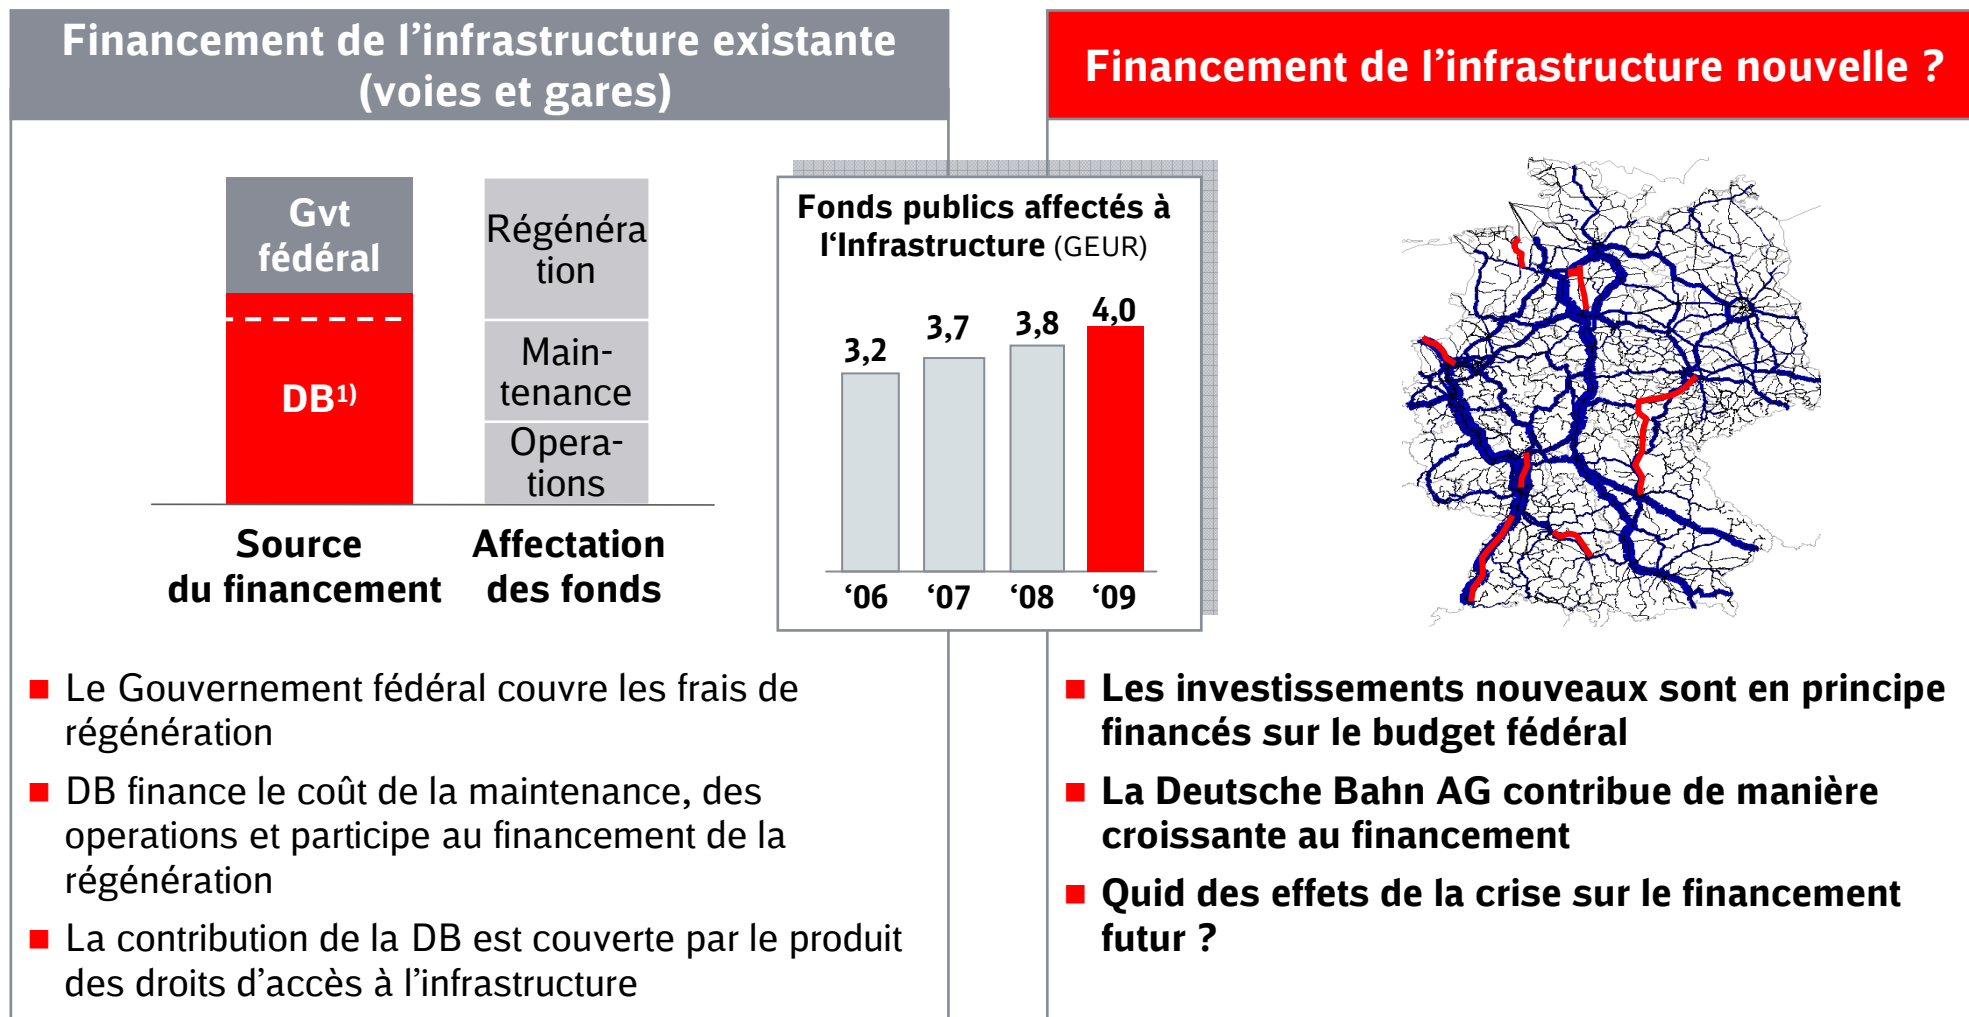 Financement de l’infrastructure existante
(voies et gares)
Gvt
fédéral
DB1)
Régénéra
tion
Main-
tenance
Opera-
tions
Source
du financement
Affectation
des fonds
Fonds publics affectés à
l‘Infrastructure (GEUR)
3,2
3,7
3,8
4,0
‘06
‘07
‘08
‘09
Le Gouvernement fédéral couvre les frais de
régénération
DB finance le coût de la maintenance, des
operations et participe au financement de la
régénération
La contribution de la DB est couverte par le produit
des droits d’accès à l’infrastructure
Financement de l’infrastructure nouvelle ?
Les investissements nouveaux sont en principe
financés sur le budget fédéral
La Deutsche Bahn AG contribue de manière
croissante au financement
Quid des effets de la crise sur le financement
futur ?